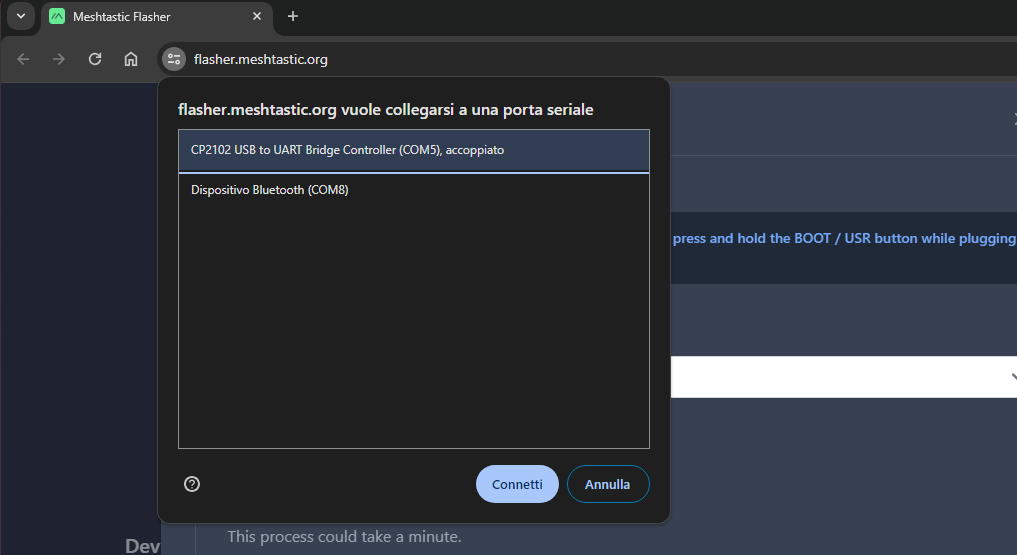 Meshtastic Flasher
flasher.meshtastic.org
flasher.meshtastic.org vuole collegarsi a una porta seriale
CP2102 USB to UART Bridge Controller (COM5), accoppiato
Dispositivo Bluetooth (COM8)
press and hold the BOOT / USR button while plugging
Connetti
Annulla
This process could take a minute.
Dev